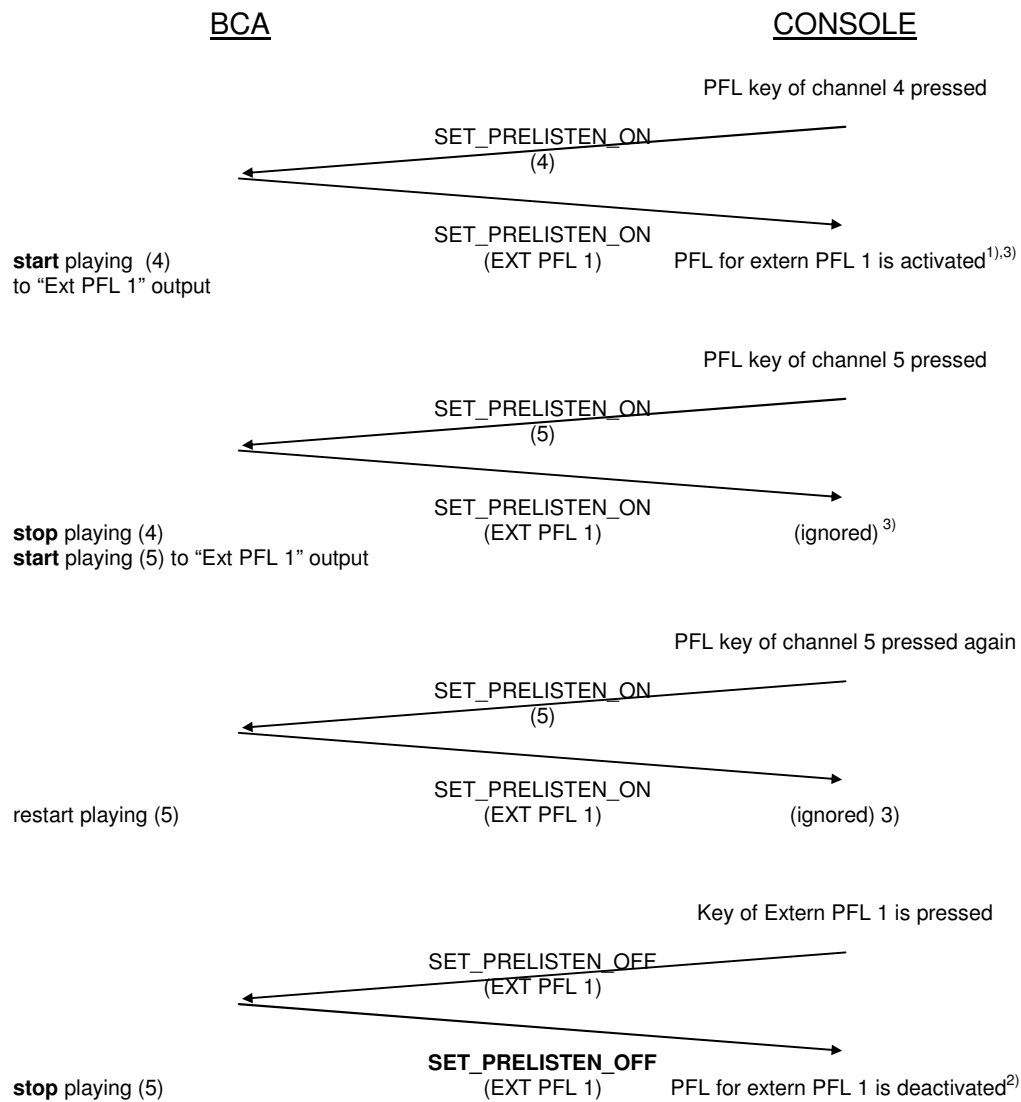 BCA CONSOLE
PFL key of channel 4 pressed
SET_PRELISTEN_ON
(4)
SET_PRELISTEN_ON
start playing (4) (EXT PFL 1) PFL for extern PFL 1 is activated1),3)
to “Ext PFL 1” output
PFL key of channel 5 pressed
SET_PRELISTEN_ON
(5)
SET_PRELISTEN_ON
stop playing (4) (EXT PFL 1) (ignored) 3)
start playing (5) to “Ext PFL 1” output
PFL key of channel 5 pressed again
SET_PRELISTEN_ON
(5)
SET_PRELISTEN_ON
restart playing (5) (EXT PFL 1) (ignored) 3)
Key of Extern PFL 1 is pressed
SET_PRELISTEN_OFF
(EXT PFL 1)
SET_PRELISTEN_OFF
stop playing (5) (EXT PFL 1) PFL for extern PFL 1 is deactivated2)